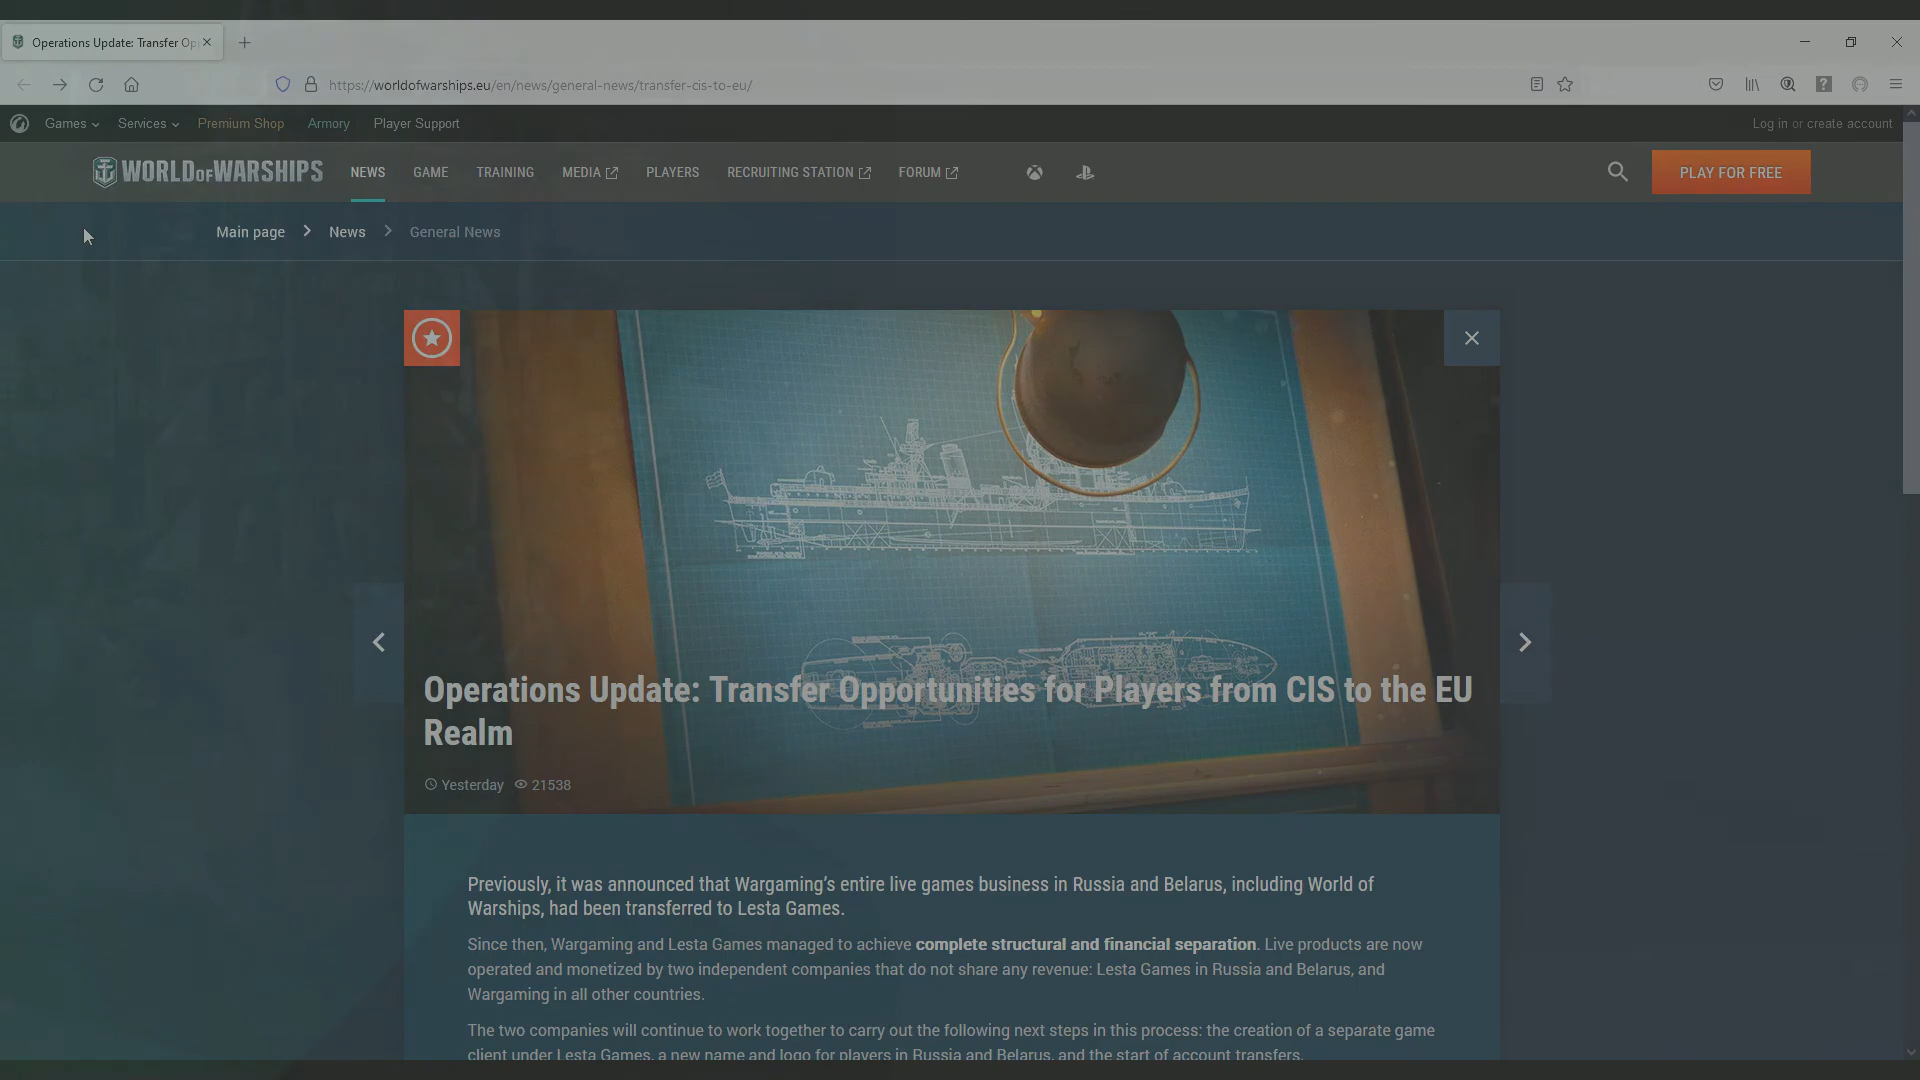 Operations Update: Transfer Op
https://worldofwarships.eu/en/news/general-news/transfer-cis-to-eu/
Games Services Premium Shop Armory Player Support Log in or create account
WORLD OF WARSHIPS NEWS GAME TRAINING MEDIA PLAYERS RECRUITING STATION FORUM PLAY FOR FREE
Main page News General News
Operations Update: Transfer Opportunities for Players from CIS to the EU
Realm
Yesterday 21538
Previously, it was announced that Wargaming's entire live games business in Russia and Belarus, including World of
Warships, had been transferred to Lesta Games.
Since then, Wargaming and Lesta Games managed to achieve complete structural and financial separation. Live products are now
operated and monetized by two independent companies that do not share any revenue: Lesta Games in Russia and Belarus, and
Wargaming in all other countries.
The two companies will continue to work together to carry out the following next steps in this process: the creation of a separate game
client under Lesta Games, a new name and logo for players in Russia and Belarus, and the start of account transfers.